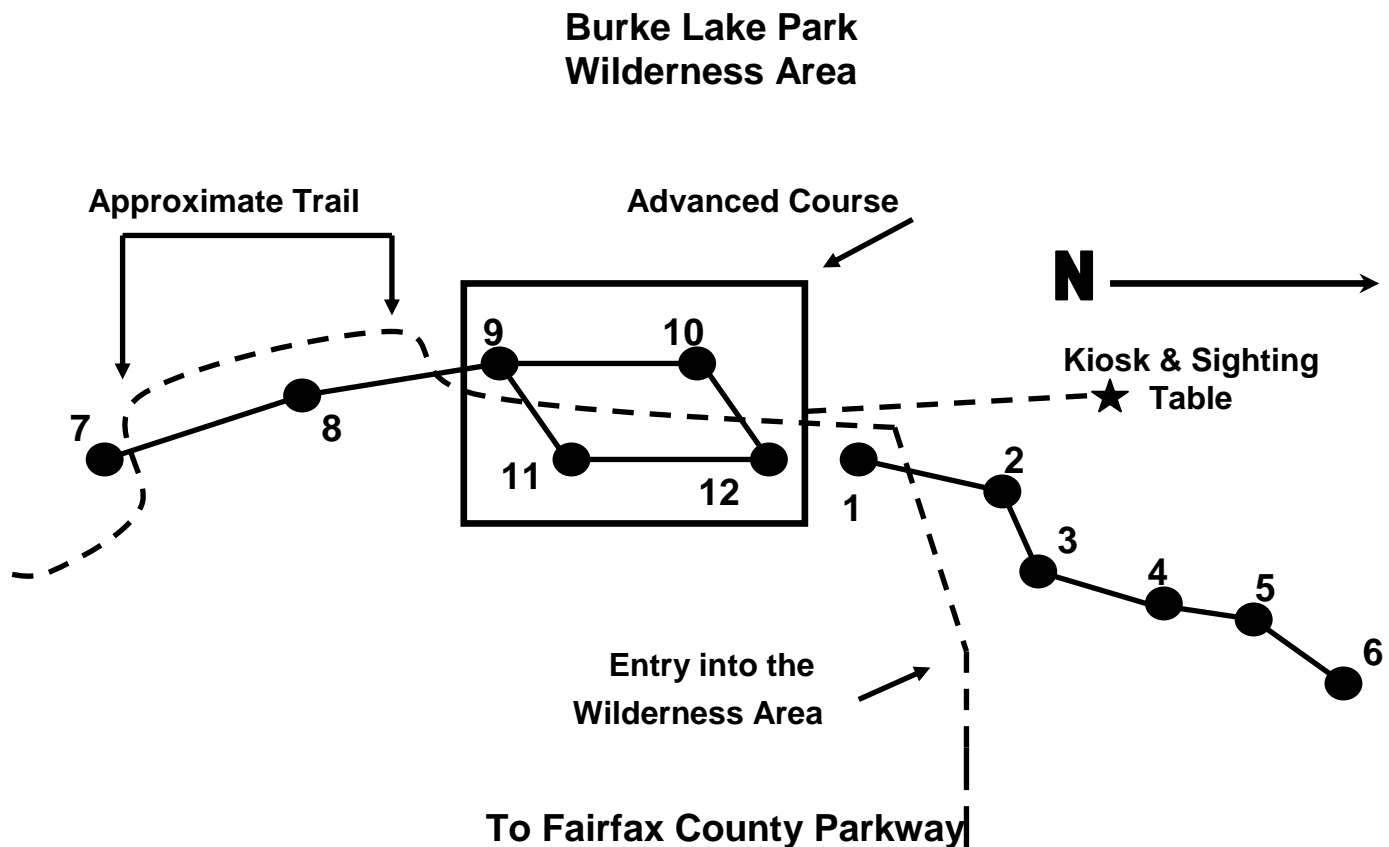 Burke Lake Park
Wilderness Area
Approximate Trail
Advanced Course
N
9
10
Kiosk & Sighting
Table
7
8
11
12
1
2
3
4
5
6
Entry into the
Wilderness Area
To Fairfax County Parkway